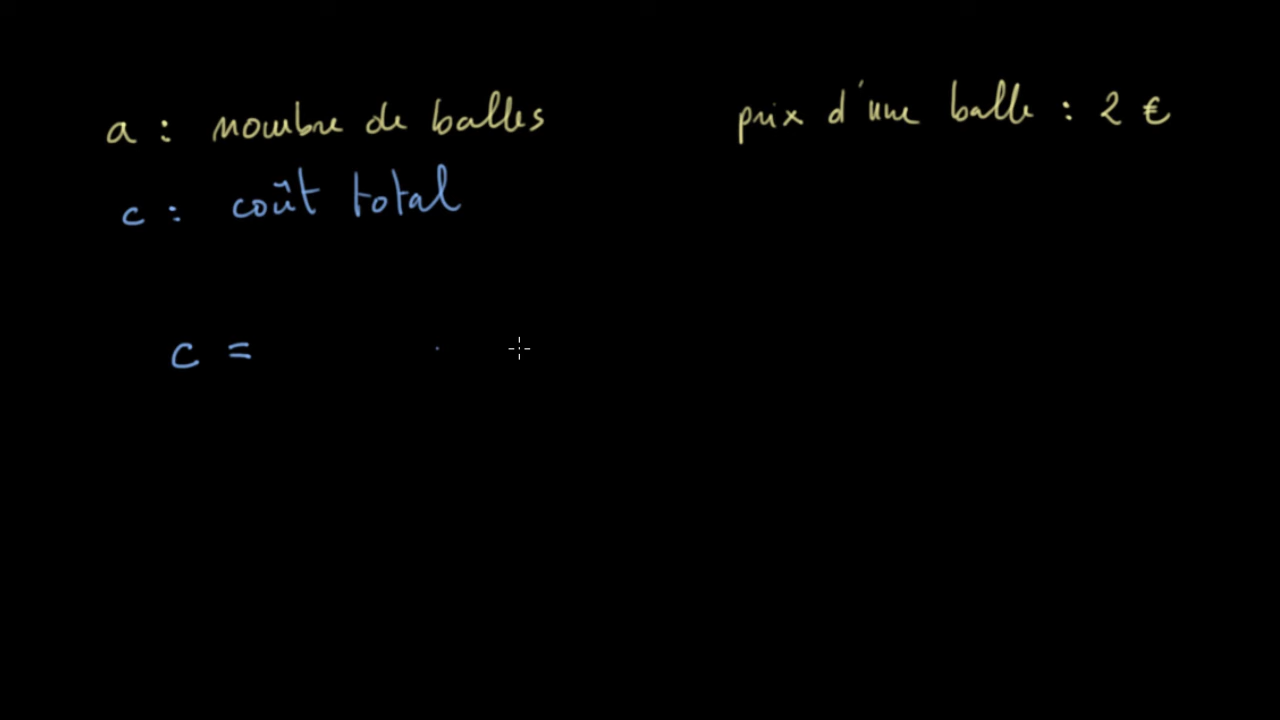 a : nombre de balles
prix d'une balle : 2 €
c : coût total
c =